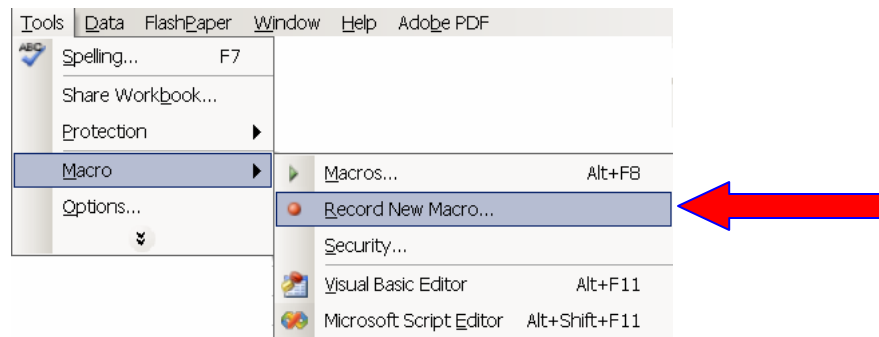 Tools Data FlashPaper Window Help Adobe PDF
ABC
Spelling... F7
Share Workbook...
Protection
Macro
Options...
Macros... Alt+F8
Record New Macro...
Security...
Visual Basic Editor Alt+F11
Microsoft Script Editor Alt+Shift+F11